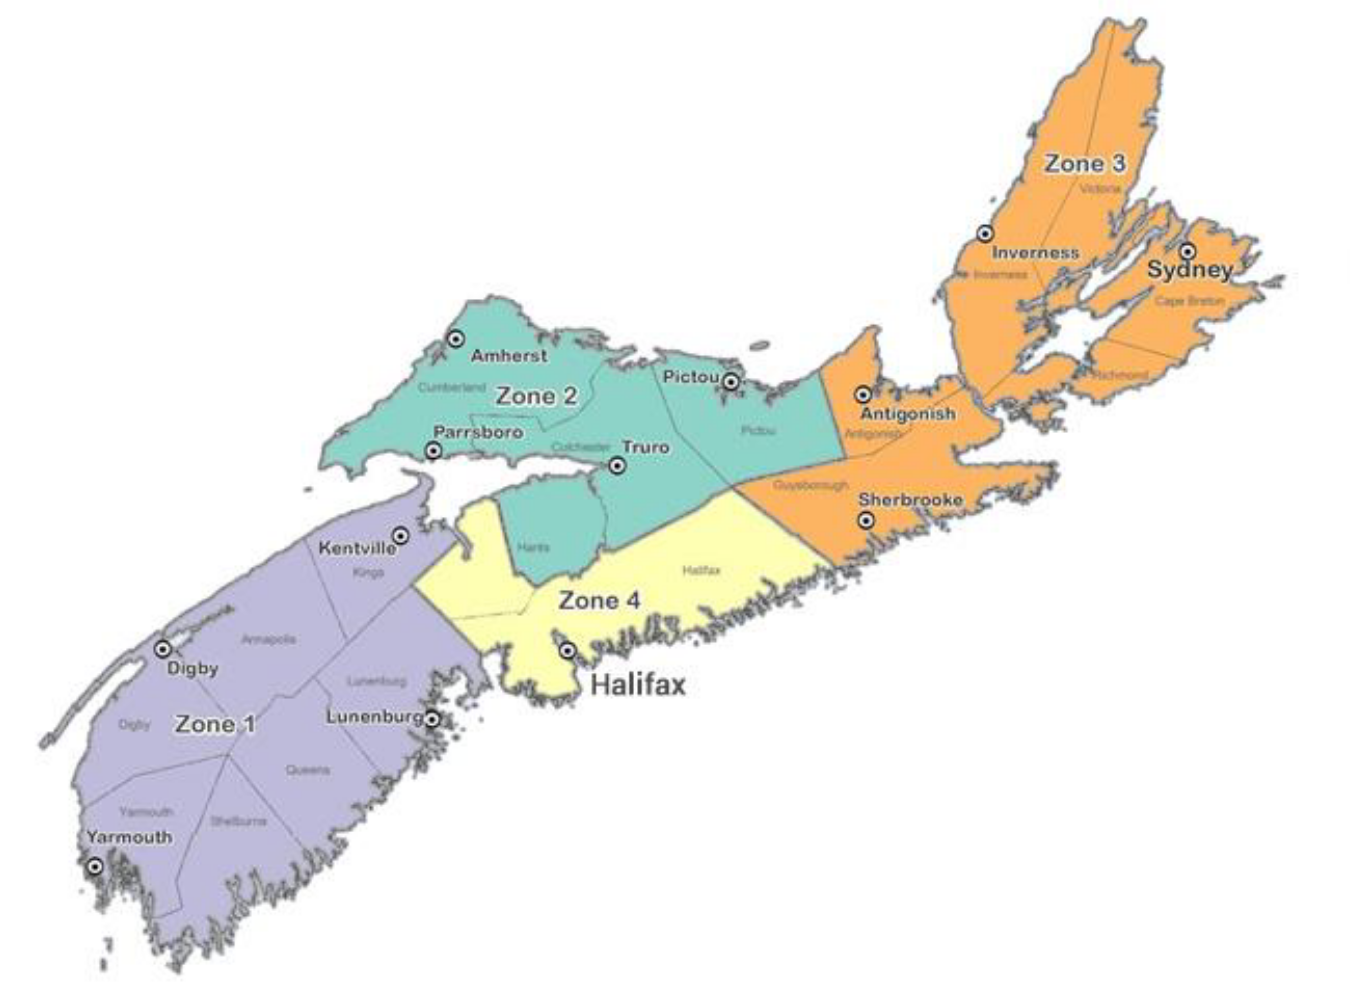 Zone 3
Victoria
Inverness
Inverness
Sydney
Cape Breton
Richmond
Amherst
Cumberland
Zone 2
Pictou
Parrsboro
Colchester
Truro
Pictou
Antigonish
Antigonish
Guysborough
Sherbrooke
Kentville
Kings
Hants
Halifax
Zone 4
Halifax
Annapolis
Digby
Lunenburg
Lunenburg
Digby
Zone 1
Queens
Yarmouth
Shelburne
Yarmouth